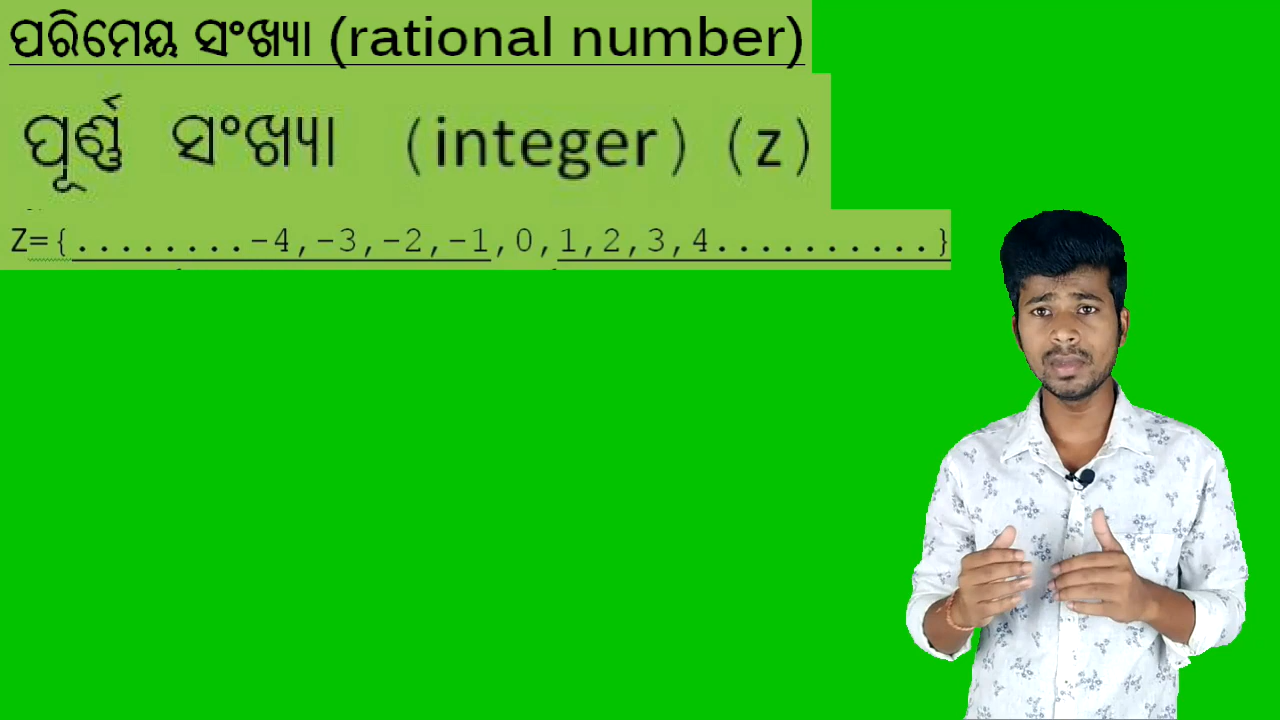 ପରିମେୟ ସଂଖ୍ୟା (rational number)
ପୂର୍ଣ୍ଣ ସଂଖ୍ୟା (integer) (z)
Z={........-4,-3,-2,-1,0,1,2,3,4..........}